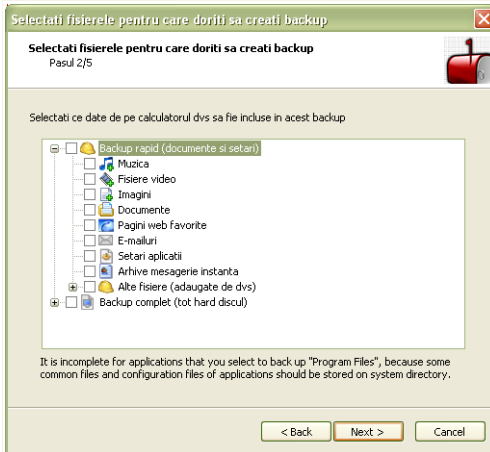 Selectati fisierele pentru care doriti sa creati backup
Selectati fisierele pentru care doriti sa creati backup
Pasul 2/5
Selectati ce date de pe calculatorul dvs sa fie incluse in acest backup
Backup rapid (documente si setari)
Muzica
Fisiere video
Imagini
Documente
Pagini web favorite
E-mailuri
Setari aplicatii
Arhive mesagerie instanta
Alte fisiere (adaugate de dvs)
Backup complet (tot hard discul)
It is incomplete for applications that you select to back up "Program Files", because some
common files and configuration files of applications should be stored on system directory.
< Back Next > Cancel